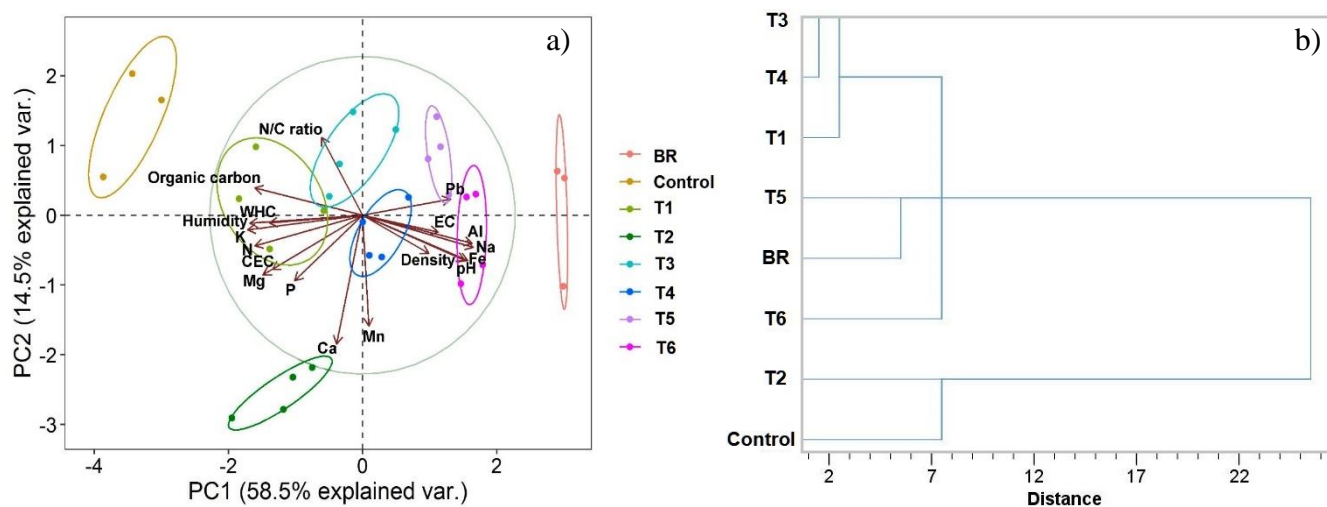 a)
PC2 (14.5% explained var.)
2
1
0
-1
-2
-3
N/C ratio
Organic carbon
WHC
Humidity
K
N
CEC
Mg
P
Ca
Mn
Pb
EC
Al
Na
Density
Fe
pH
-4
-2
0
2
PC1 (58.5% explained var.)
BR
Control
T1
T2
T3
T4
T5
T6
b)
T3
T4
T1
T5
BR
T6
T2
Control
2
7
12
17
22
Distance